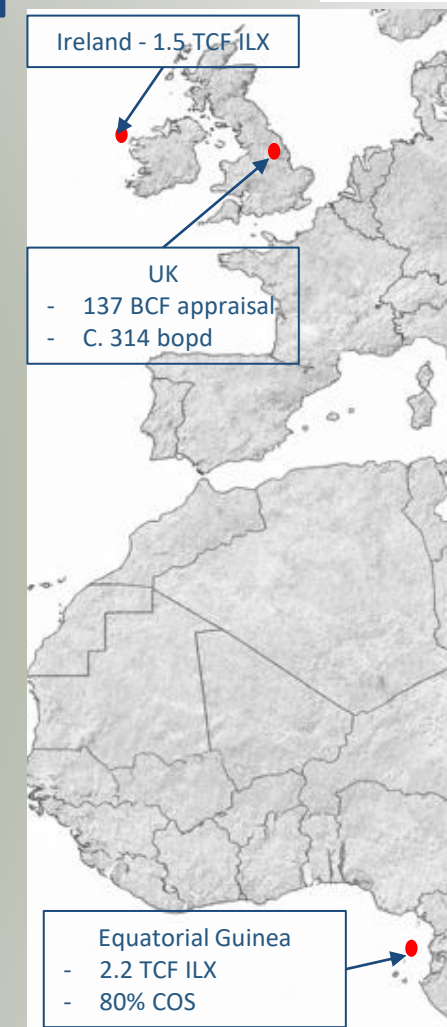 Ireland - 1.5 TCF ILX
UK
- 137 BCF appraisal
- C. 314 bopd
Equatorial Guinea
- 2.2 TCF ILX
- 80% COS